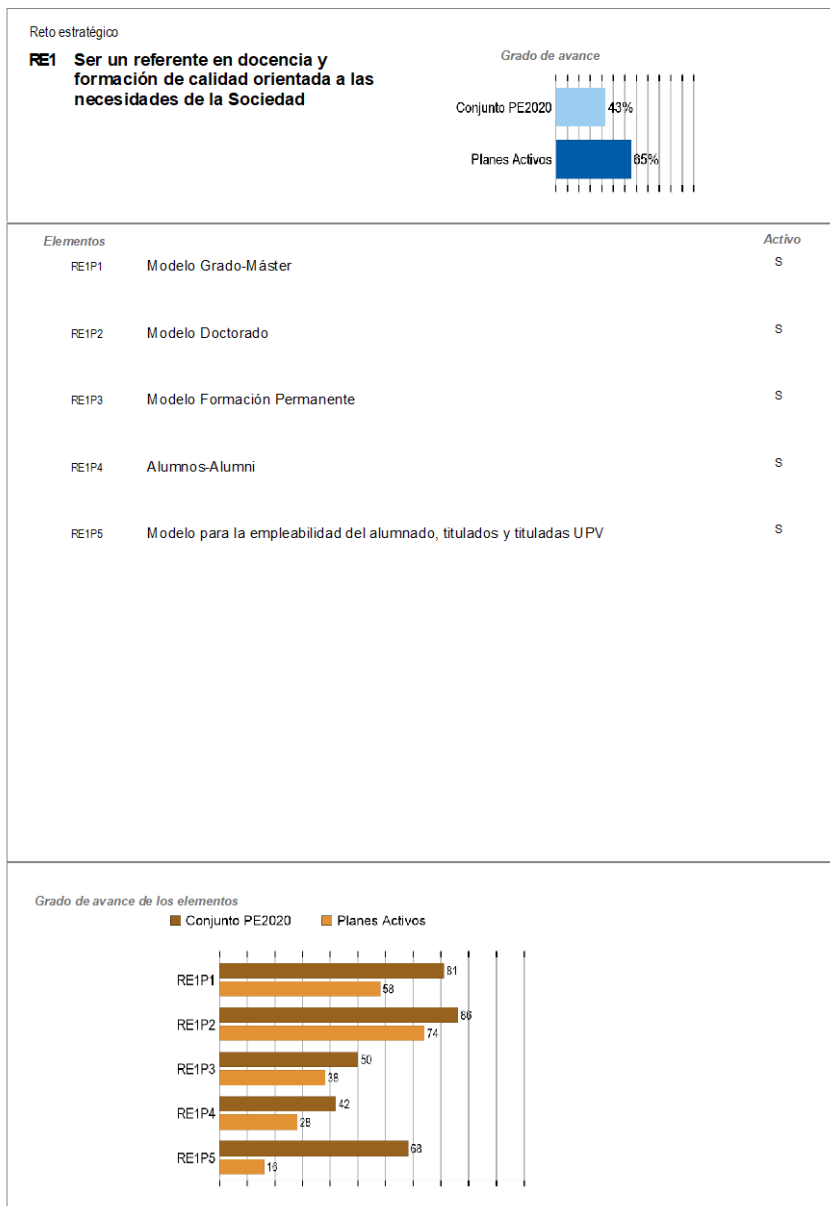 Reto estratégico
RE1 Ser un referente en docencia y
formación de calidad orientada a las
necesidades de la Sociedad
Grado de avance
Conjunto PE2020 43%
Planes Activos 65%
Elementos Activo
RE1P1 Modelo Grado-Máster S
RE1P2 Modelo Doctorado S
RE1P3 Modelo Formación Permanente S
RE1P4 Alumnos-Alumni S
RE1P5 Modelo para la empleabilidad del alumnado, titulados y tituladas UPV S
Grado de avance de los elementos
Conjunto PE2020 Planes Activos
RE1P1 81
58
RE1P2 86
74
RE1P3 50
38
RE1P4 42
28
RE1P5 68
16